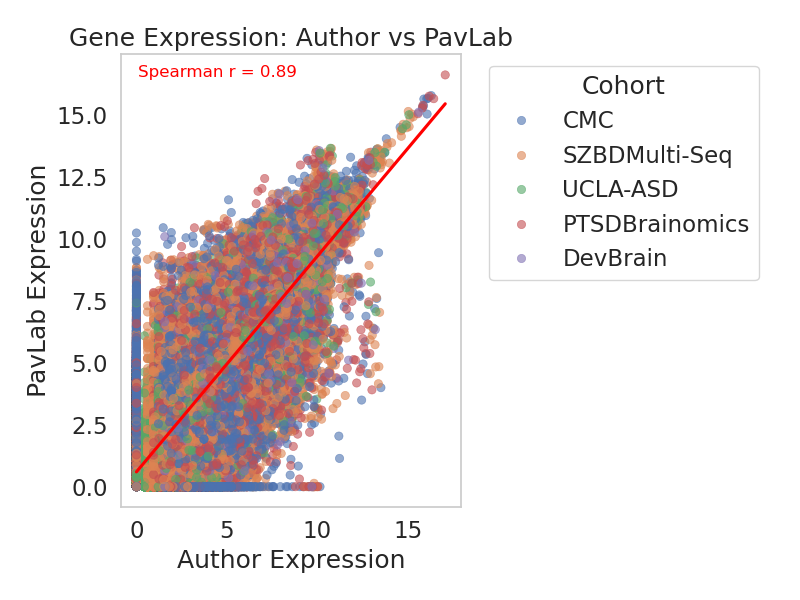 Gene Expression: Author vs PavLab
Spearman r = 0.89
Cohort
CMC
SZBDMulti-Seq
UCLA-ASD
PTSDBrainomics
DevBrain
PavLab Expression
15.0
12.5
10.0
7.5
5.0
2.5
0.0
0 5 10 15
Author Expression